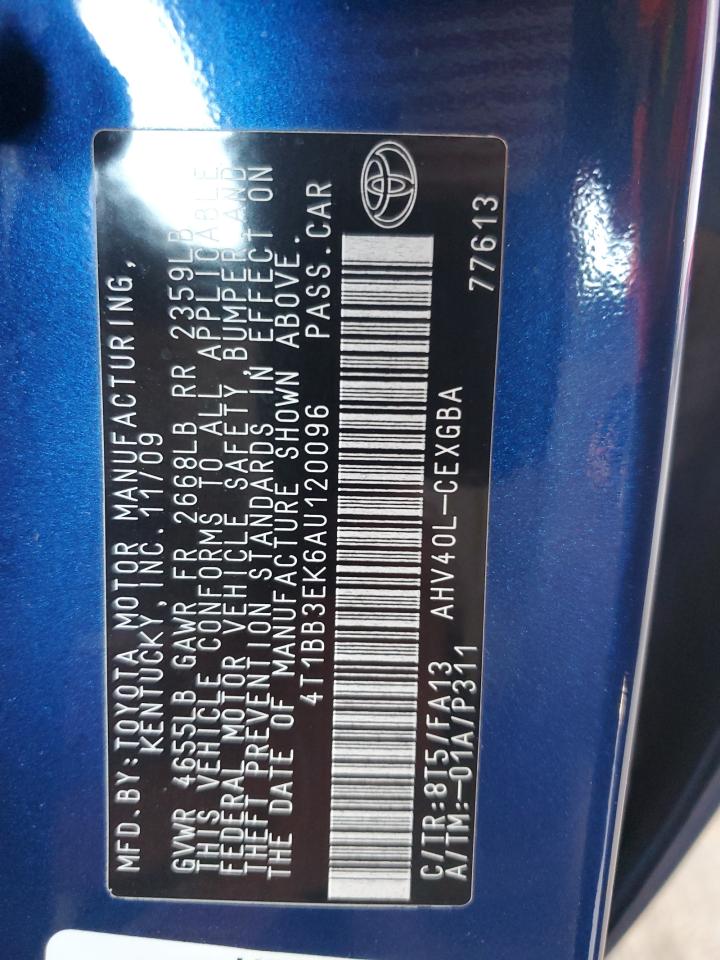 MFD.BY:TOYOTA MOTOR MANUFACTURING,
KENTUCKY, INC. 11/09
GVWR 4655LB GAWR FR 2668LB RR 2359LB
THIS VEHICLE CONFORMS TO ALL APPLICABLE
FEDERAL MOTOR VEHICLE SAFETY, BUMPER AND
THEFT PREVENTION STANDARDS IN EFFECT ON
THE DATE OF MANUFACTURE SHOWN ABOVE.
4T1BB3EK6AU120096 PASS.CAR
C/TR:8T5/FA13 AHV40L-CEXGBA
A/TM:-01A/P311 77613